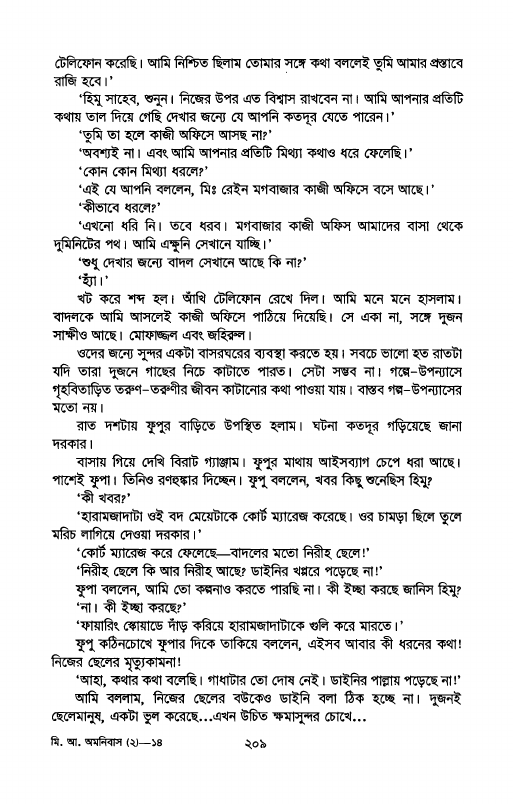 টেলিফোন করেছি। আমি নিশ্চিত ছিলাম তোমার সঙ্গে কথা বললেই তুমি আমার প্রস্তাবে
রাজি হবে।’
‘হিমু সাহেব, শুনুন। নিজের উপর এত বিশ্বাস রাখবেন না। আমি আপনার প্রতিটি
কথায় তাল দিয়ে গেছি দেখার জন্যে যে আপনি কতদূর যেতে পারেন।’
‘তুমি তা হলে কাজী অফিসে আসছ না?’
‘অবশ্যই না। এবং আমি আপনার প্রতিটি মিথ্যা কথাও ধরে ফেলেছি।’
‘কোন কোন মিথ্যা ধরলে?’
‘এই যে আপনি বললেন, মিঃ রেইন মগবাজার কাজী অফিসে বসে আছে।’
‘কীভাবে ধরলে?’
‘এখনো ধরি নি। তবে ধরব। মগবাজার কাজী অফিস আমাদের বাসা থেকে
দুমিনিটের পথ। আমি এক্ষুনি সেখানে যাচ্ছি।’
‘শুধু দেখার জন্যে বাদল সেখানে আছে কি না?’
‘হ্যাঁ।’
খট করে শব্দ হল। আঁখি টেলিফোন রেখে দিল। আমি মনে মনে হাসলাম।
বাদলকে আমি আসলেই কাজী অফিসে পাঠিয়ে দিয়েছি। সে একা না, সঙ্গে দুজন
সাক্ষীও আছে। মোফাজ্জল এবং জহিরুল।
ওদের জন্যে সুন্দর একটা বাসরঘরের ব্যবস্থা করতে হয়। সবচে ভালো হত রাতটা
যদি তারা দুজনে গাছের নিচে কাটাতে পারত। সেটা সম্ভব না। গল্পে-উপন্যাসে
গৃহবিতাড়িত তরুণ-তরুণীর জীবন কাটানোর কথা পাওয়া যায়। বাস্তব গল্প-উপন্যাসের
মতো নয়।
রাত দশটায় ফুপুর বাড়িতে উপস্থিত হলাম। ঘটনা কতদূর গড়িয়েছে জানা
দরকার।
বাসায় গিয়ে দেখি বিরাট গ্যাঞ্জাম। ফুপুর মাথায় আইসব্যাগ চেপে ধরা আছে।
পাশেই ফুপা। তিনিও রণহুঙ্কার দিচ্ছেন। ফুপু বললেন, খবর কিছু শুনেছিস হিমু?
‘কী খবর?’
‘হারামজাদাটা ওই বদ মেয়েটাকে কোর্ট ম্যারেজ করেছে। ওর চামড়া ছিলে তুলে
মরিচ লাগিয়ে দেওয়া দরকার।’
‘কোর্ট ম্যারেজ করে ফেলেছে—বাদলের মতো নিরীহ ছেলে!’
‘নিরীহ ছেলে কি আর নিরীহ আছে? ডাইনির খপ্পরে পড়েছে না!’
ফুপা বললেন, আমি তো কল্পনাও করতে পারছি না। কী ইচ্ছা করছে জানিস হিমু?
‘না। কী ইচ্ছা করছে?’
‘ফায়ারিং স্কোয়াডে দাঁড় করিয়ে হারামজাদাকে গুলি করে মারতে।’
ফুপু কঠিনচোখে ফুপার দিকে তাকিয়ে বললেন, এইসব আবার কী ধরনের কথা!
নিজের ছেলের মৃত্যুকামনা!
‘আহা, কথার কথা বলেছি। গাধাটার তো দোষ নেই। ডাইনির পাল্লায় পড়েছে না!’
আমি বললাম, নিজের ছেলের বউকেও ডাইনি বলা ঠিক হচ্ছে না। দুজনই
ছেলেমানুষ, একটা ভুল করেছে...এখন উচিত ক্ষমাসুন্দর চোখে...
মি. আ. অমনিবাস (২)—১৪
২০৯